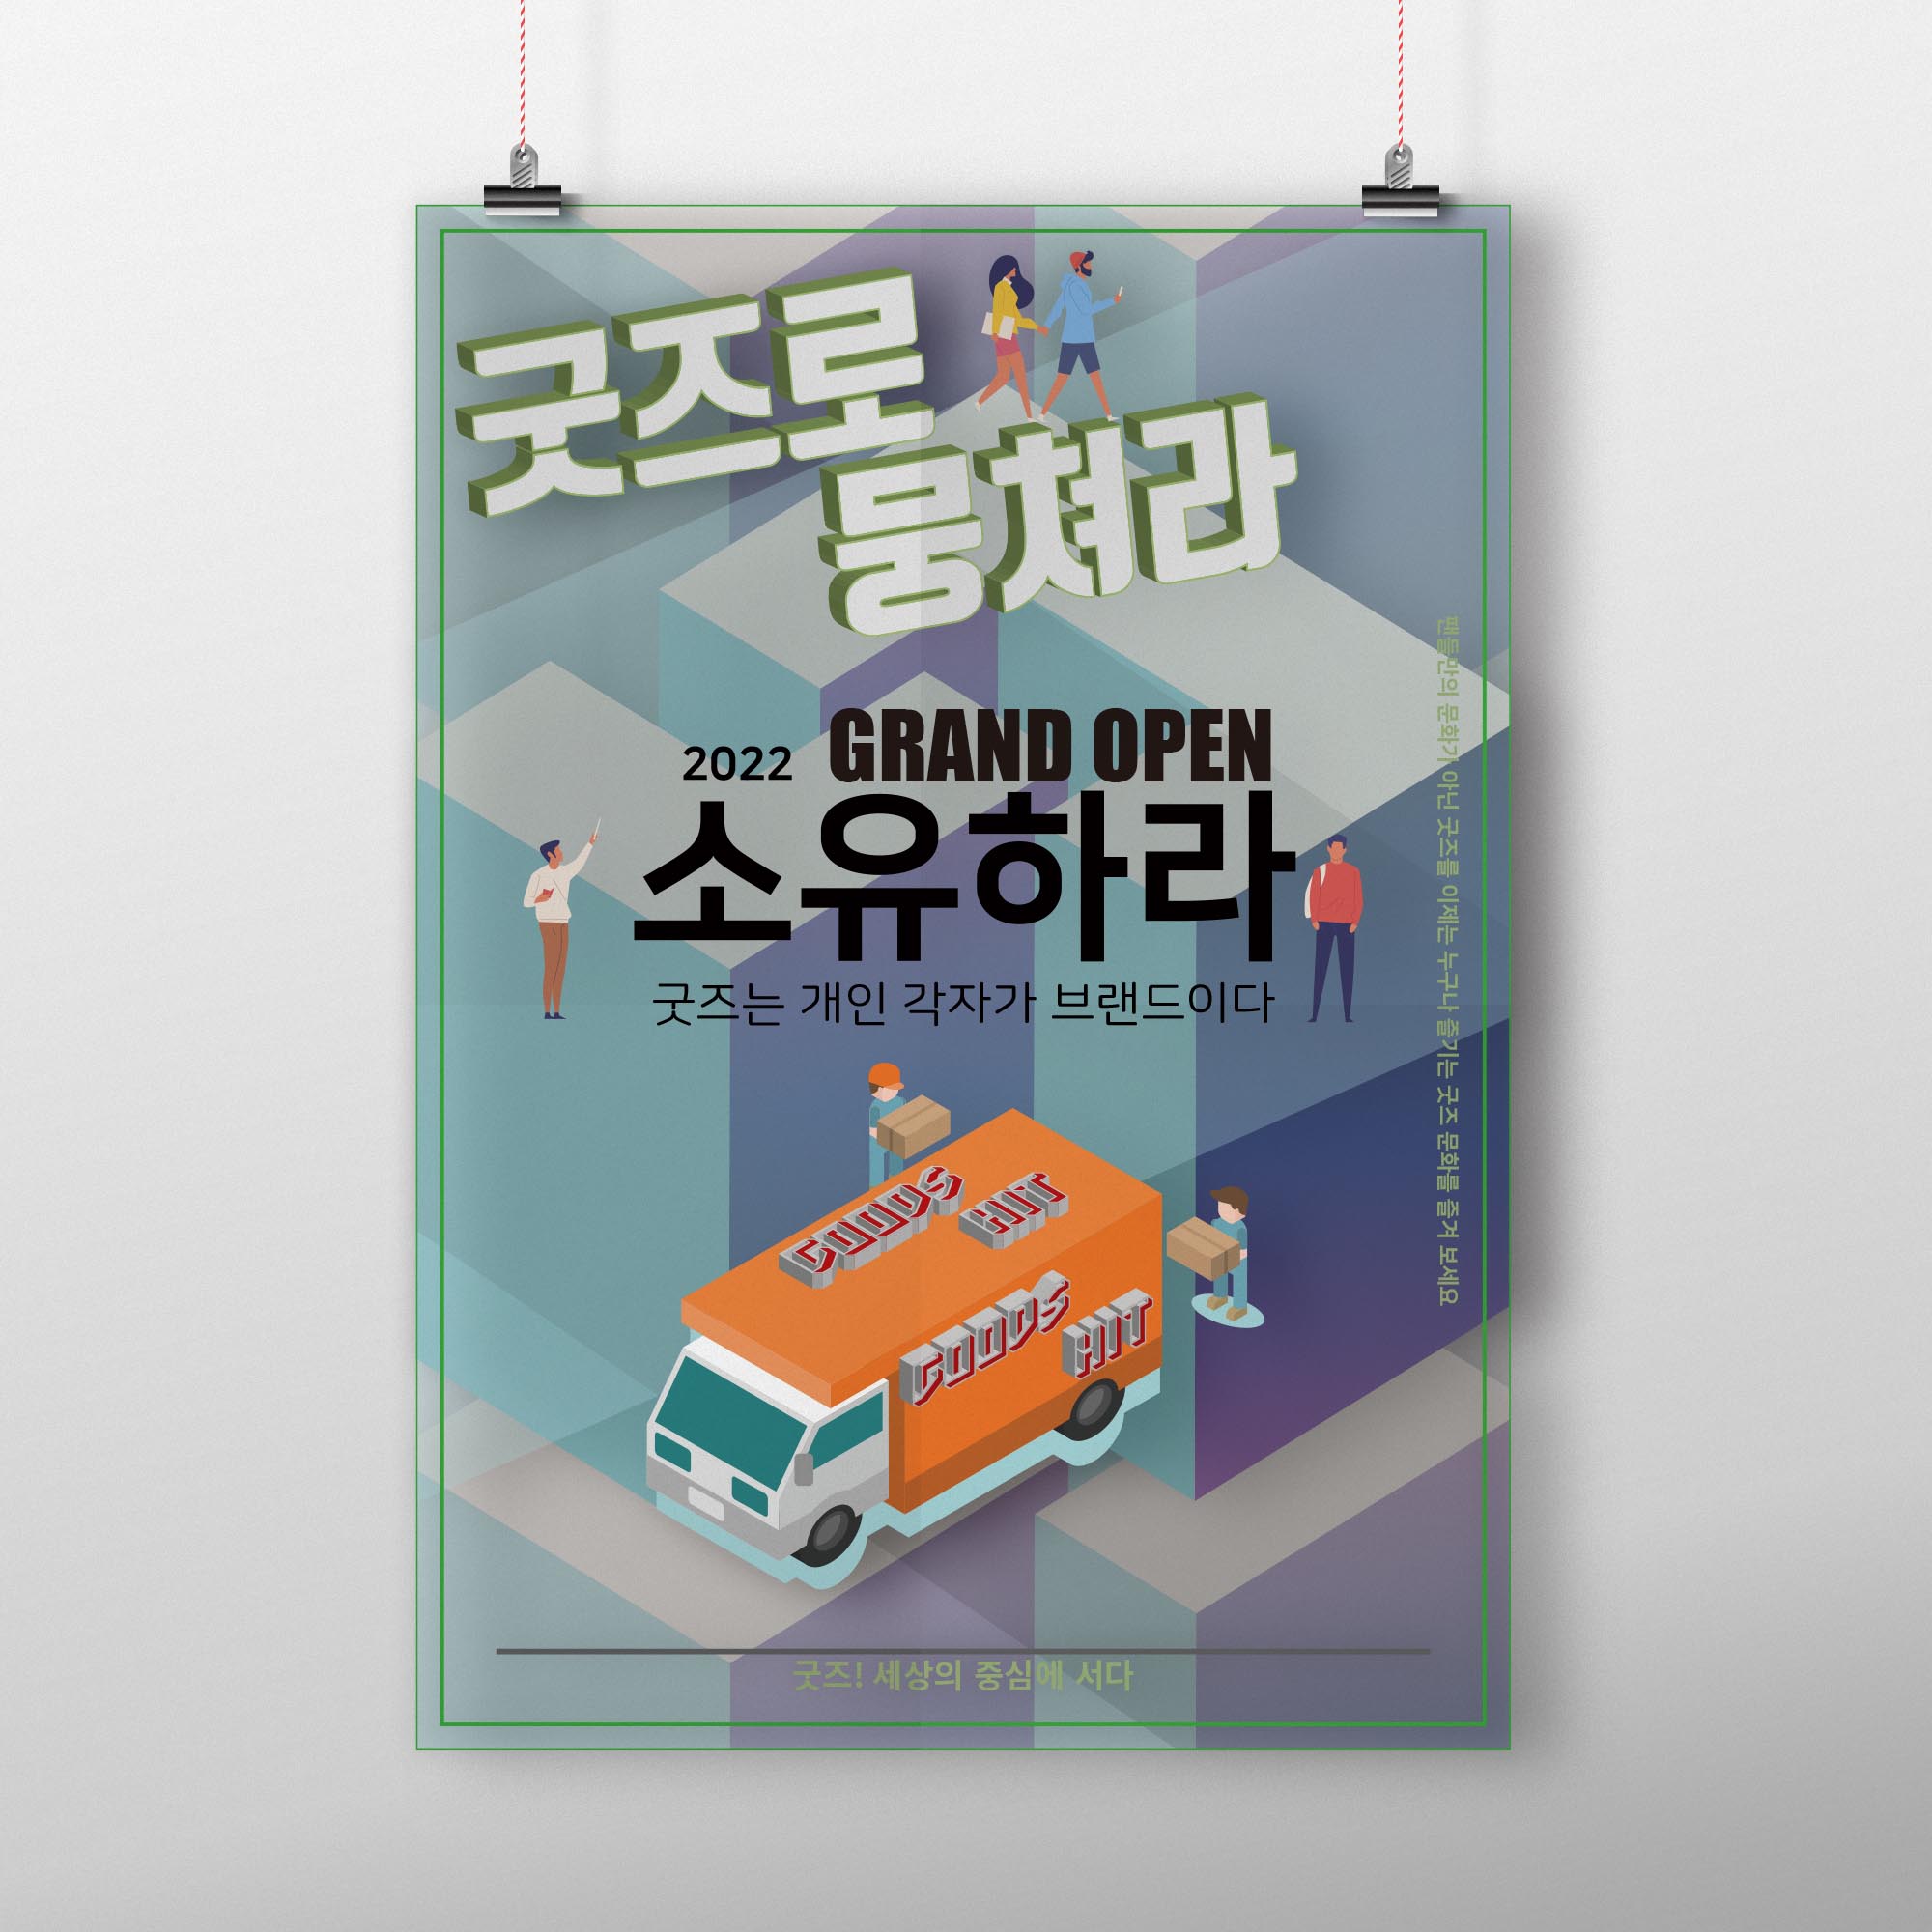 굿즈로
뭉쳐라
2022 GRAND OPEN
소유하라
굿즈는 개인 각자가 브랜드이다
팬들만의 문화가 아닌 굿즈를 이제는 누구나 즐기는 굿즈 문화를 즐겨 보세요
GOODS HIT
GOODS HIT
굿즈! 세상의 중심에 서다